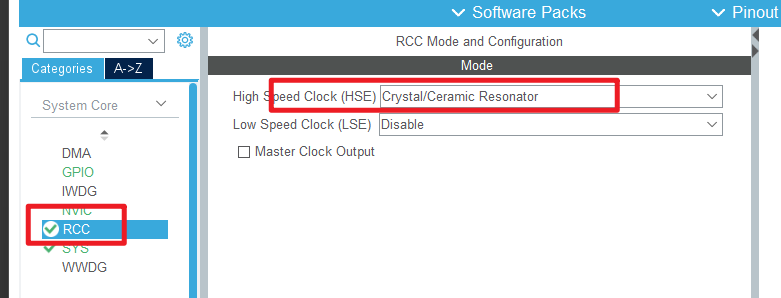 Software Packs
Pinout
RCC Mode and Configuration
Categories
A->Z
Mode
System Core
High Speed Clock (HSE)
Crystal/Ceramic Resonator
Low Speed Clock (LSE)
Disable
Master Clock Output
DMA
GPIO
IWDG
NVIC
RCC
SYS
WWDG